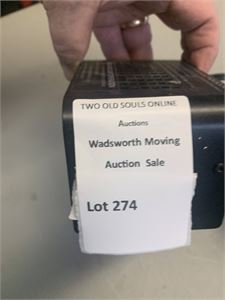 TWO OLD SOULS ONLINE
Auctions
Wadsworth Moving
Auction Sale
Lot 274